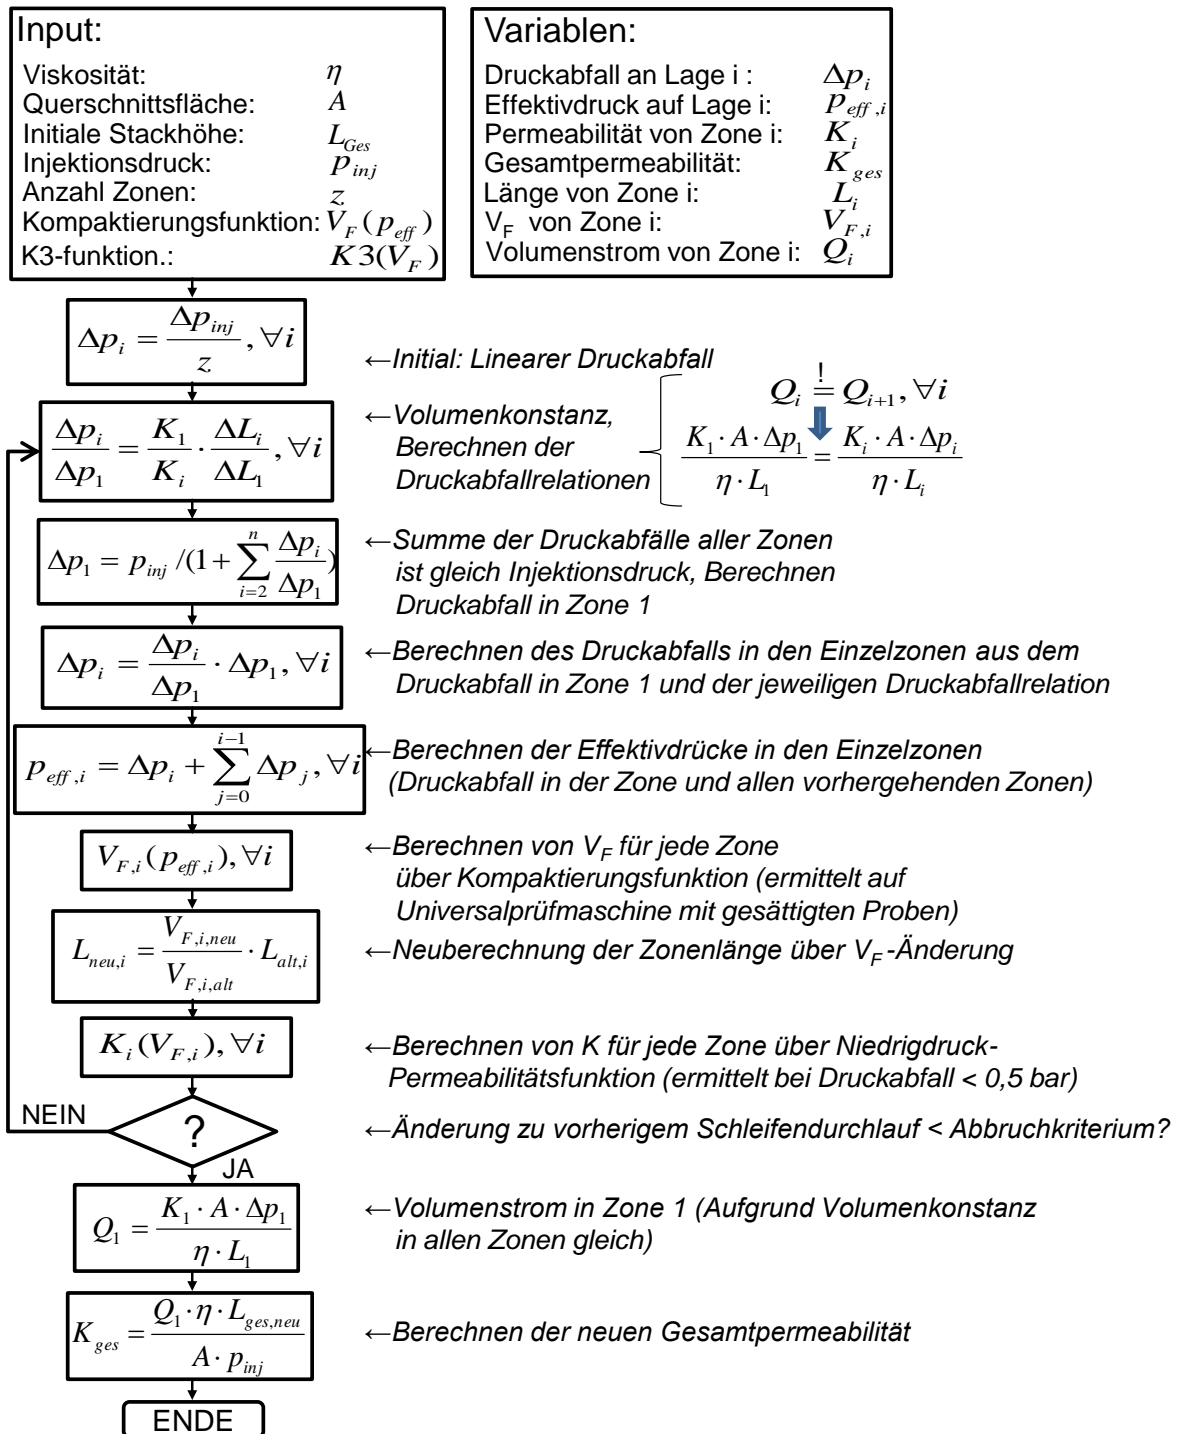 Input:
Viskosität: η
Querschnittsfläche: A
Initiale Stackhöhe: L_Ges
Injektionsdruck: p_inj
Anzahl Zonen: z
Kompaktierungsfunktion: V_F(p_eff)
K3-funktion.: K3(V_F)
Variablen:
Druckabfall an Lage i : Δp_i
Effektivdruck auf Lage i: p_eff,i
Permeabilität von Zone i: K_i
Gesamtpermeabilität: K_ges
Länge von Zone i: L_i
V_F von Zone i: V_F,i
Volumenstrom von Zone i: Q_i
Δp_i = Δp_inj / z, ∀i
←Initial: Linearer Druckabfall
Δp_i / Δp_1 = K_1 / K_i · ΔL_i / ΔL_1, ∀i
←Volumenkonstanz,
Berechnen der
Druckabfallrelationen
!
Q_i = Q_i+1, ∀i
K_1 · A · Δp_1 / η · L_1 = K_i · A · Δp_i / η · L_i
Δp_1 = p_inj /(1 + ∑_{i=2}^{n} Δp_i / Δp_1)
←Summe der Druckabfälle aller Zonen
ist gleich Injektionsdruck, Berechnen
Druckabfall in Zone 1
Δp_i = Δp_i / Δp_1 · Δp_1, ∀i
←Berechnen des Druckabfalls in den Einzelzonen aus dem
Druckabfall in Zone 1 und der jeweiligen Druckabfallrelation
p_eff,i = Δp_i + ∑_{j=0}^{i−1} Δp_j, ∀i
←Berechnen der Effektivdrücke in den Einzelzonen
(Druckabfall in der Zone und allen vorhergehenden Zonen)
V_F,i(p_eff,i), ∀i
←Berechnen von V_F für jede Zone
über Kompaktierungsfunktion (ermittelt auf
Universalprüfmaschine mit gesättigten Proben)
L_neu,i = V_F,i,neu / V_F,i,alt · L_alt,i
←Neuberechnung der Zonenlänge über V_F-Änderung
K_i(V_F,i), ∀i
←Berechnen von K für jede Zone über Niedrigdruck-
Permeabilitätsfunktion (ermittelt bei Druckabfall < 0,5 bar)
NEIN
?
←Änderung zu vorherigem Schleifendurchlauf < Abbruchkriterium?
JA
Q_1 = K_1 · A · Δp_1 / η · L_1
←Volumenstrom in Zone 1 (Aufgrund Volumenkonstanz
in allen Zonen gleich)
K_ges = Q_1 · η · L_ges,neu / A · p_inj
←Berechnen der neuen Gesamtpermeabilität
ENDE